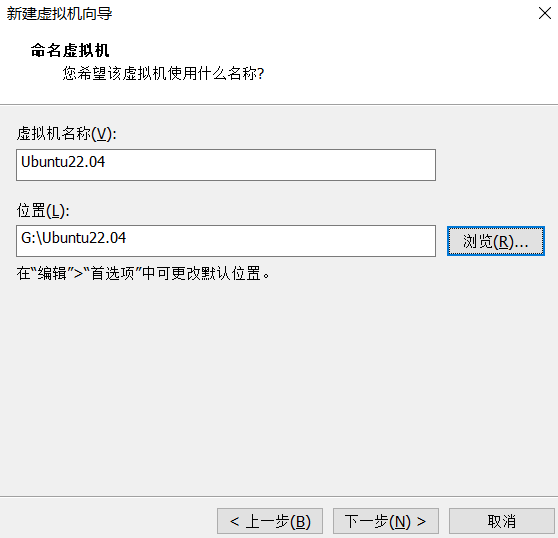 新建虚拟机向导
命名虚拟机
您希望该虚拟机使用什么名称?
虚拟机名称(V):
Ubuntu22.04
位置(L):
G:\Ubuntu22.04
浏览(R)...
在“编辑”>“首选项”中可更改默认位置。
< 上一步(B)
下一步(N) >
取消